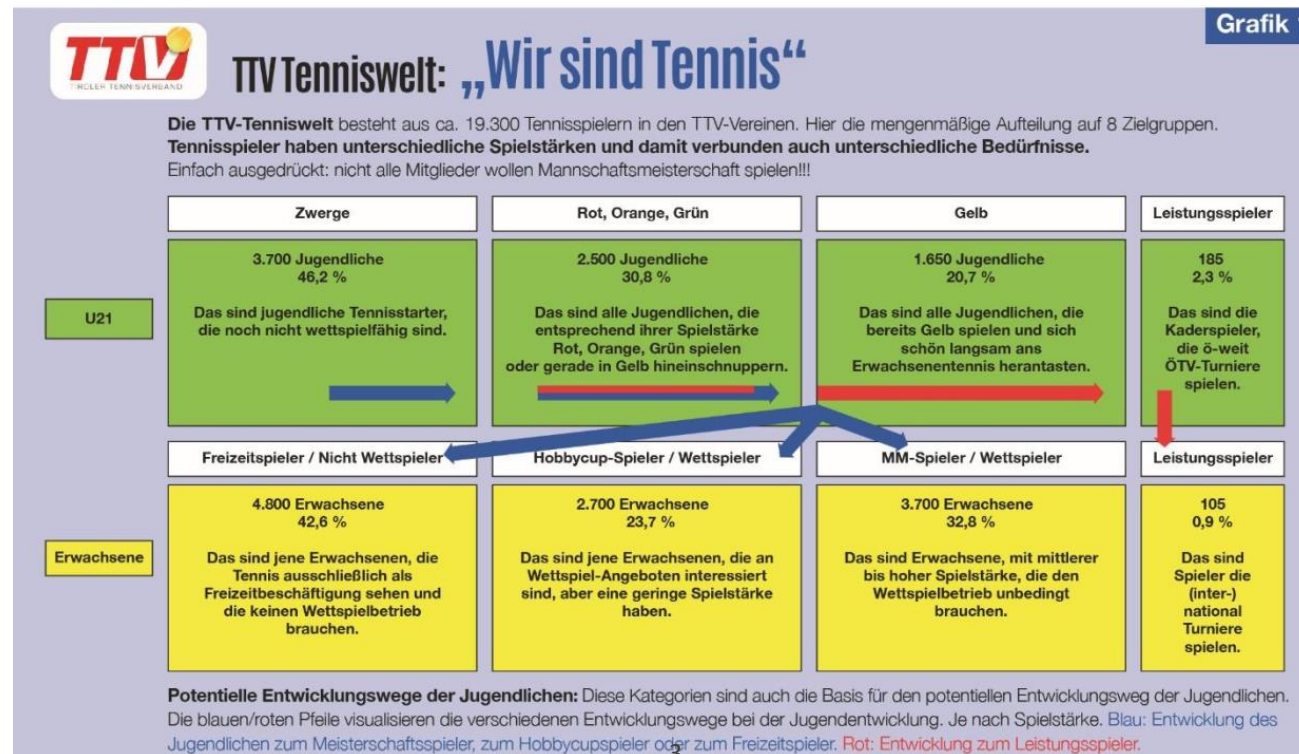 Grafik
TTV
TIROLER TENNISVERBAND
TTV Tenniswelt: „Wir sind Tennis“
Die TTV-Tenniswelt besteht aus ca. 19.300 Tennisspielern in den TTV-Vereinen. Hier die mengenmäßige Aufteilung auf 8 Zielgruppen.
Tennisspieler haben unterschiedliche Spielstärken und damit verbunden auch unterschiedliche Bedürfnisse.
Einfach ausgedrückt: nicht alle Mitglieder wollen Mannschaftsmeisterschaft spielen!!!
Zwerge
Rot, Orange, Grün
Gelb
Leistungsspieler
U21
3.700 Jugendliche
46,2 %
Das sind jugendliche Tennisstarter,
die noch nicht wettspielfähig sind.
2.500 Jugendliche
30,8 %
Das sind alle Jugendlichen, die
entsprechend ihrer Spielstärke
Rot, Orange, Grün spielen
oder gerade in Gelb hineinschnuppern.
1.650 Jugendliche
20,7 %
Das sind alle Jugendlichen, die
bereits Gelb spielen und sich
schön langsam ans
Erwachsenentennis herantasten.
185
2,3 %
Das sind die
Kaderspieler,
die ö-weit
ÖTV-Turniere
spielen.
Freizeitspieler / Nicht Wettspieler
Hobbycup-Spieler / Wettspieler
MM-Spieler / Wettspieler
Leistungsspieler
Erwachsene
4.800 Erwachsene
42,6 %
Das sind jene Erwachsenen, die
Tennis ausschließlich als
Freizeitbeschäftigung sehen und
die keinen Wettspielbetrieb
brauchen.
2.700 Erwachsene
23,7 %
Das sind jene Erwachsenen, die an
Wettspiel-Angeboten interessiert
sind, aber eine geringe Spielstärke
haben.
3.700 Erwachsene
32,8 %
Das sind Erwachsene, mit mittlerer
bis hoher Spielstärke, die den
Wettspielbetrieb unbedingt
brauchen.
105
0,9 %
Das sind
Spieler die
(inter-)
national
Turniere
spielen.
Potentielle Entwicklungswege der Jugendlichen: Diese Kategorien sind auch die Basis für den potentiellen Entwicklungsweg der Jugendlichen.
Die blauen/roten Pfeile visualisieren die verschiedenen Entwicklungswege bei der Jugendentwicklung. Je nach Spielstärke. Blau: Entwicklung des
Jugendlichen zum Meisterschaftsspieler, zum Hobbycupspieler oder zum Freizeitspieler. Rot: Entwicklung zum Leistungsspieler.
3